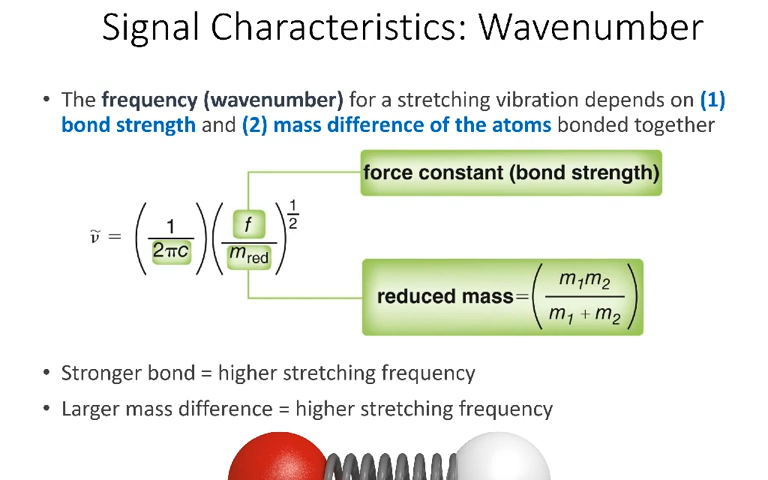 Signal Characteristics: Wavenumber
• The frequency (wavenumber) for a stretching vibration depends on (1)
bond strength and (2) mass difference of the atoms bonded together
force constant (bond strength)
ṽ = (1/2πc)(f/m_red)^1/2
reduced mass=(m₁m₂/m₁ + m₂)
• Stronger bond = higher stretching frequency
• Larger mass difference = higher stretching frequency